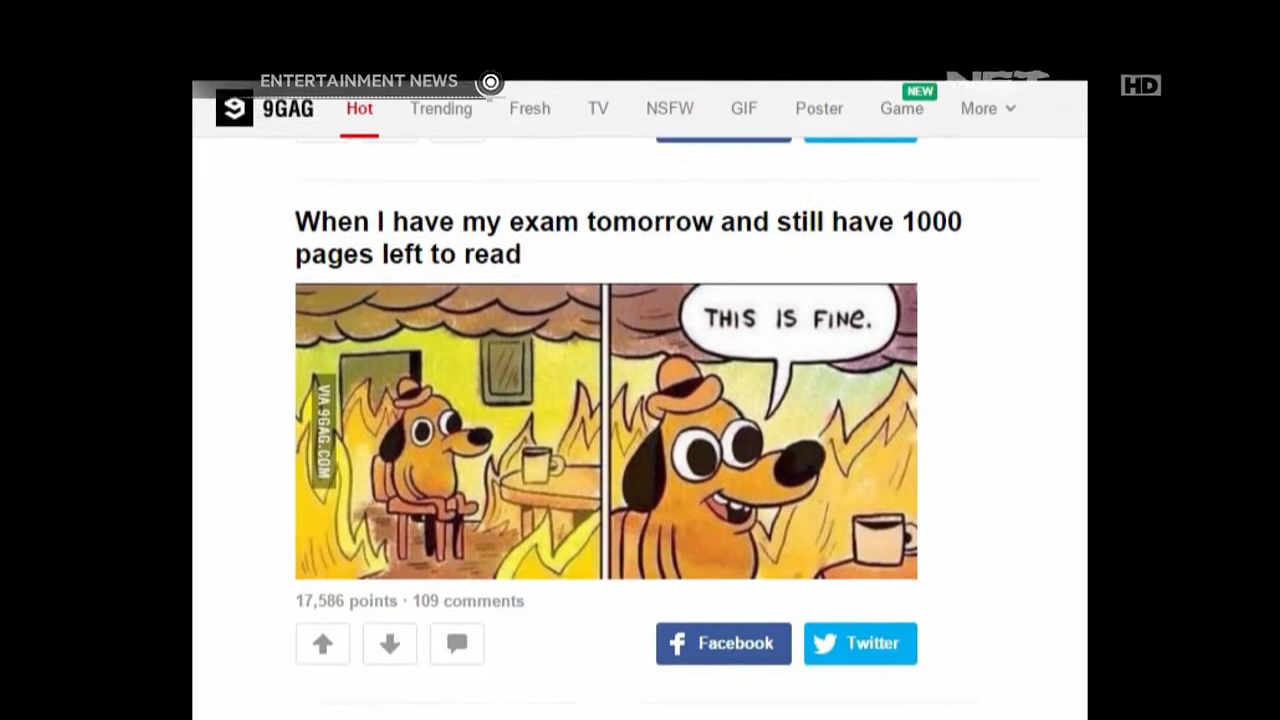 ENTERTAINMENT NEWS
NET
HD
9GAG Hot Trending Fresh TV NSFW GIF Poster Game NEW More
When I have my exam tomorrow and still have 1000
pages left to read
THIS IS FINE.
VIA 9GAG.COM
17,586 points · 109 comments
Facebook Twitter